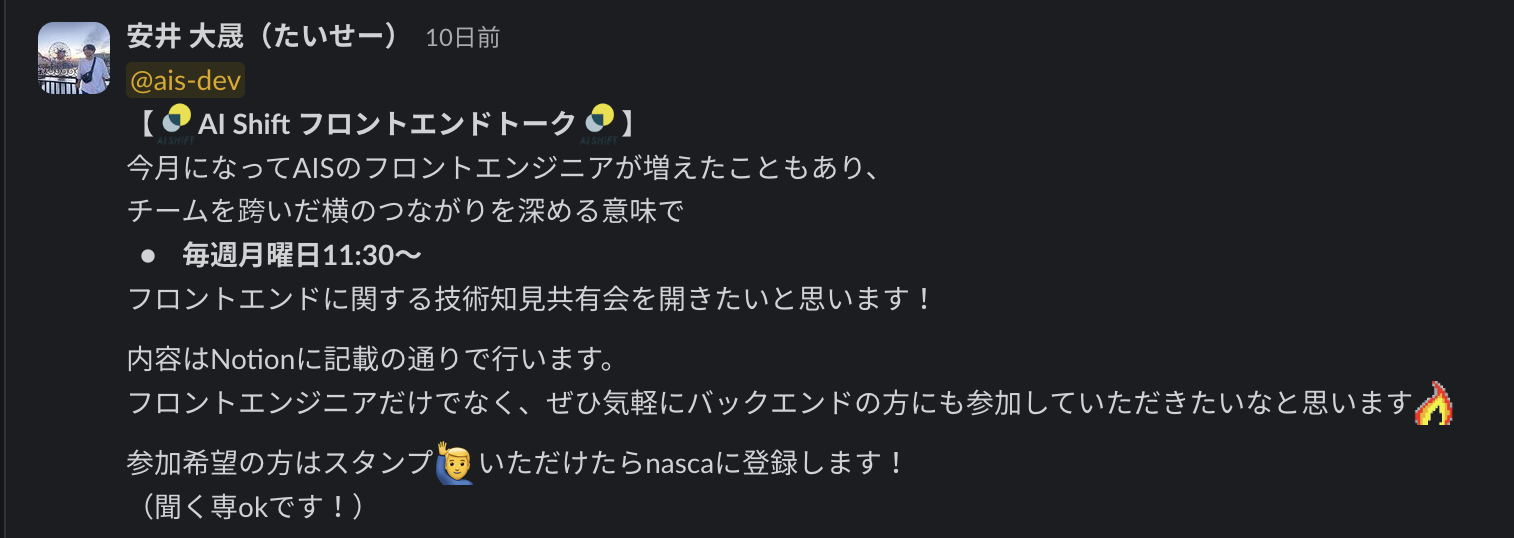 安井 大晟（たいせー） 10日前
@ais-dev
【 AI Shift フロントエンドトーク 】
AI SHIFT AI SHIFT
今月になってAISのフロントエンジニアが増えたこともあり、
チームを跨いだ横のつながりを深める意味で
● 毎週月曜日11:30〜
フロントエンドに関する技術知見共有会を開きたいと思います！
内容はNotionに記載の通りで行います。
フロントエンジニアだけでなく、ぜひ気軽にバックエンドの方にも参加していただきたいなと思います🔥
参加希望の方はスタンプ🙋‍♂️いただけたらnascaに登録します！
（聞く専okです！）